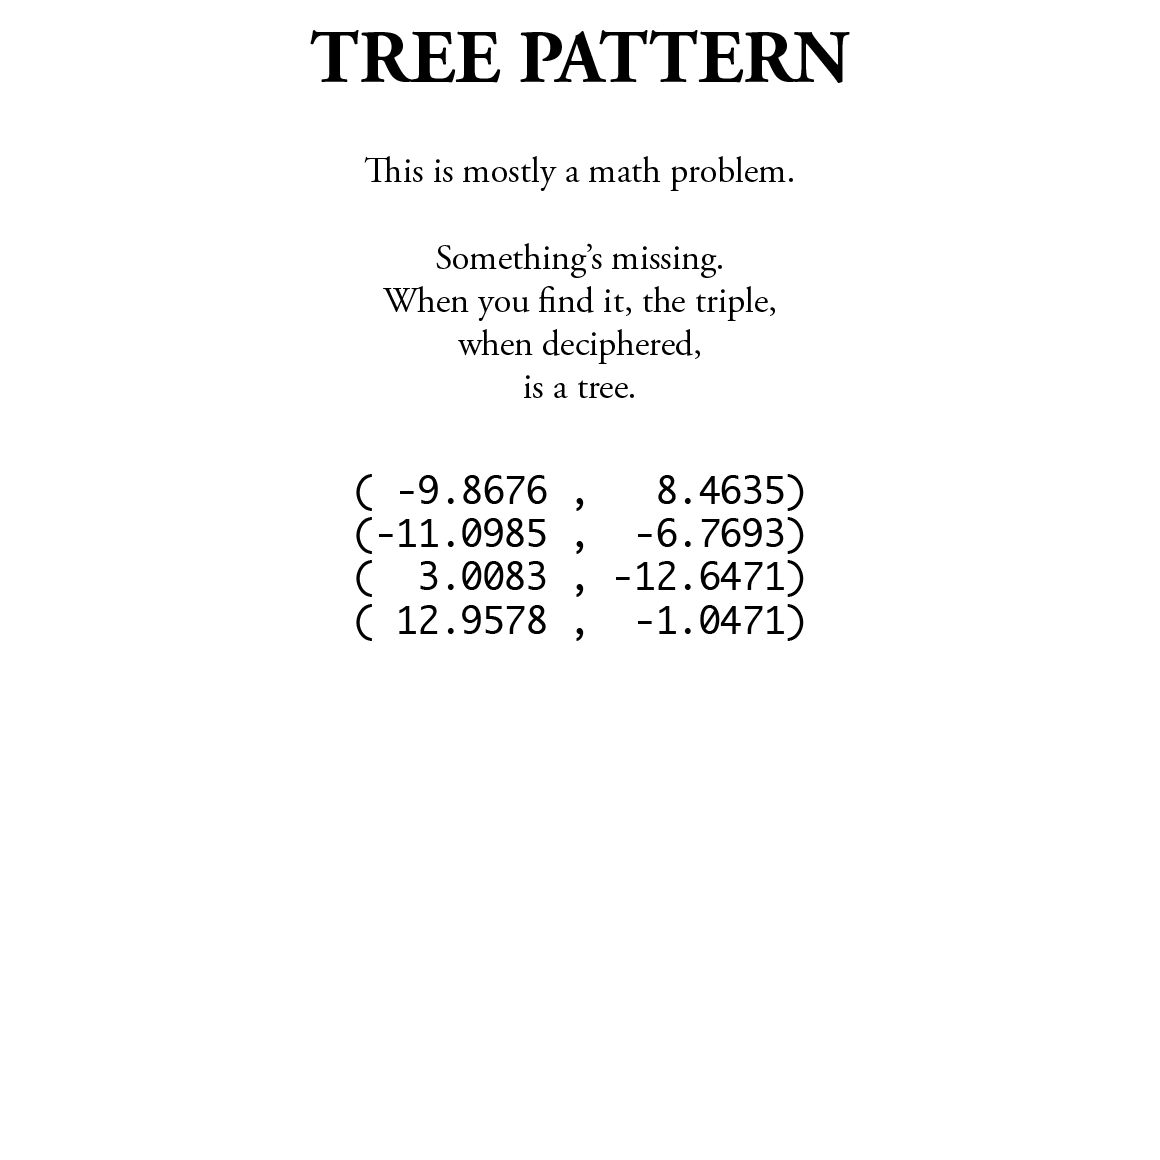 TREE PATTERN
This is mostly a math problem.
Something’s missing.
When you find it, the triple,
when deciphered,
is a tree.
( -9.8676 ,   8.4635)
(-11.0985 ,  -6.7693)
(  3.0083 , -12.6471)
( 12.9578 ,  -1.0471)